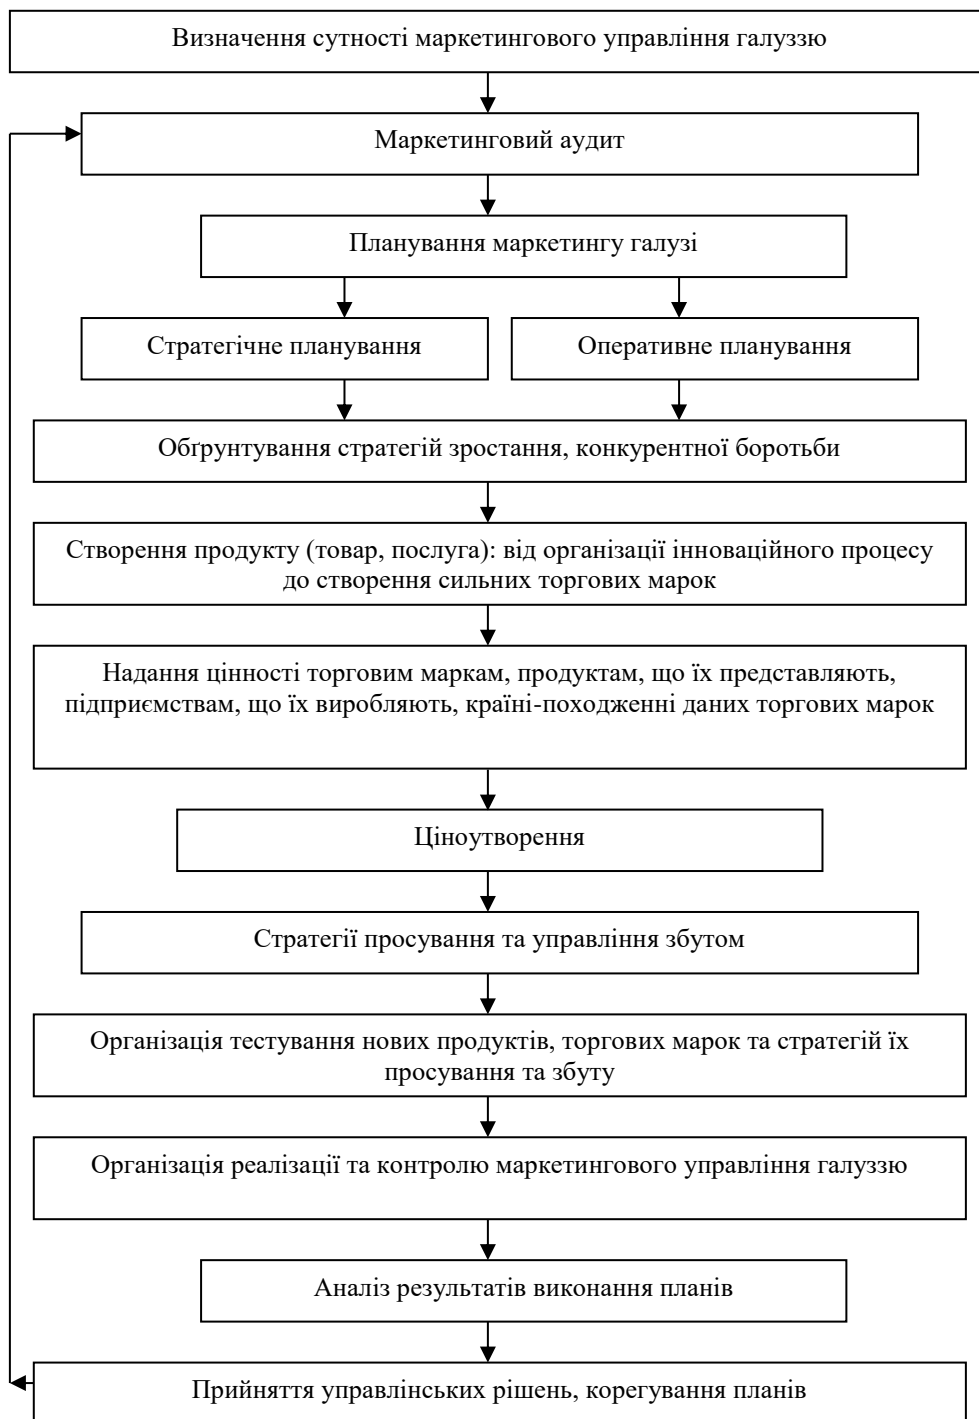 Визначення сутності маркетингового управління галуззю
Маркетинговий аудит
Планування маркетингу галузі
Стратегічне планування
Оперативне планування
Обґрунтування стратегій зростання, конкурентної боротьби
Створення продукту (товар, послуга): від організації інноваційного процесу
до створення сильних торгових марок
Надання цінності торговим маркам, продуктам, що їх представляють,
підприємствам, що їх виробляють, країні-походженні даних торгових марок
Ціноутворення
Стратегії просування та управління збутом
Організація тестування нових продуктів, торгових марок та стратегій їх
просування та збуту
Організація реалізації та контролю маркетингового управління галуззю
Аналіз результатів виконання планів
Прийняття управлінських рішень, корегування планів